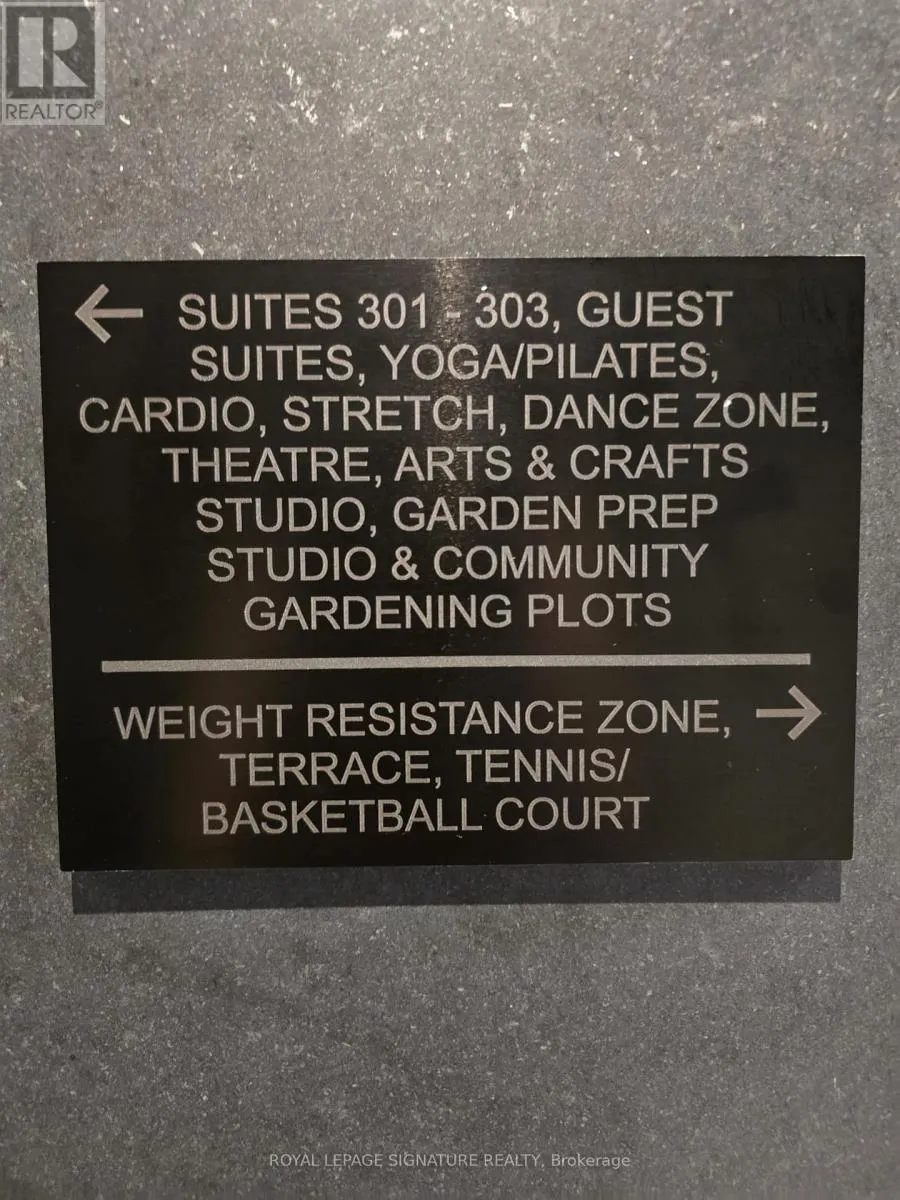 R
REALTOR®
← SUITES 301 - 303, GUEST
SUITES, YOGA/PILATES,
CARDIO, STRETCH, DANCE ZONE,
THEATRE, ARTS & CRAFTS
STUDIO, GARDEN PREP
STUDIO & COMMUNITY
GARDENING PLOTS
WEIGHT RESISTANCE ZONE, →
TERRACE, TENNIS/
BASKETBALL COURT
ROYAL LEPAGE SIGNATURE REALTY, Brokerage